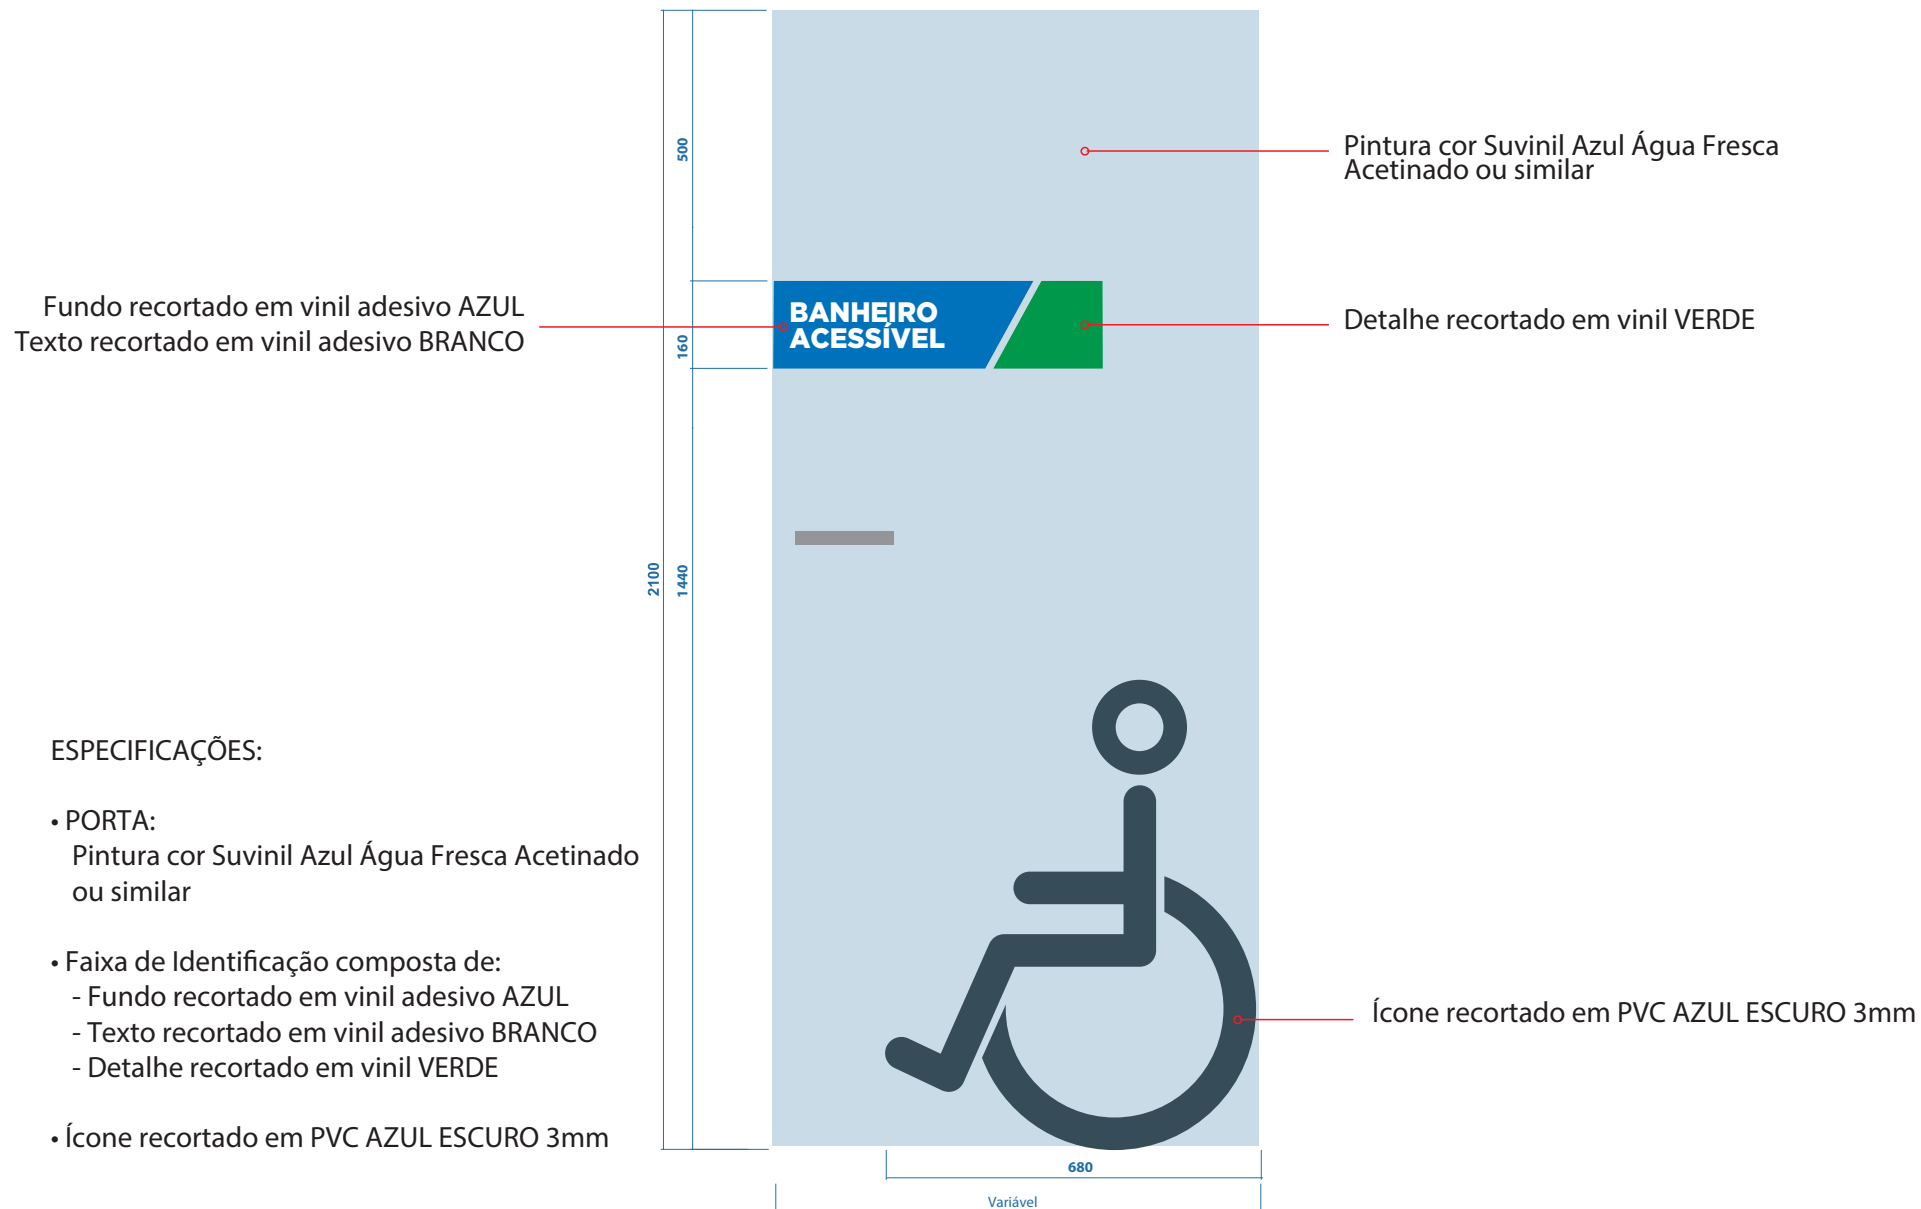 500
Pintura cor Suvinil Azul Água Fresca
Acetinado ou similar
Fundo recortado em vinil adesivo AZUL
Texto recortado em vinil adesivo BRANCO
160
BANHEIRO
ACESSÍVEL
Detalhe recortado em vinil VERDE
2100
1440
ESPECIFICAÇÕES:
• PORTA:
Pintura cor Suvinil Azul Água Fresca Acetinado
ou similar
• Faixa de Identificação composta de:
- Fundo recortado em vinil adesivo AZUL
- Texto recortado em vinil adesivo BRANCO
- Detalhe recortado em vinil VERDE
• Ícone recortado em PVC AZUL ESCURO 3mm
Ícone recortado em PVC AZUL ESCURO 3mm
680
Variável